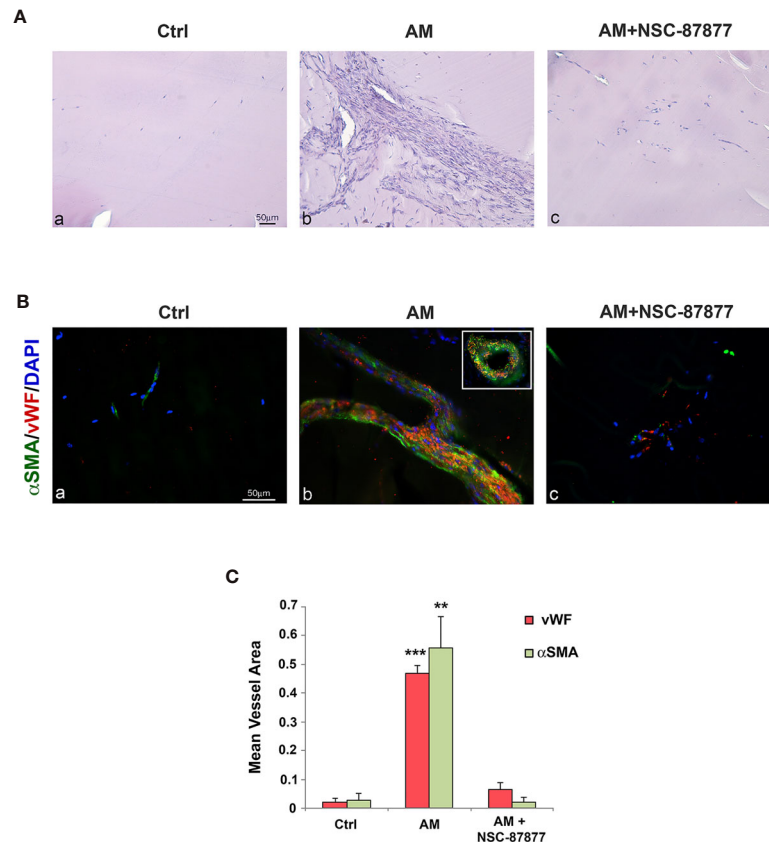 A
Ctrl
AM
AM+NSC-87877
a
50µm
b
c
B
Ctrl
AM
AM+NSC-87877
αSMA/vWF/DAPI
a
50µm
b
c
C
Mean Vessel Area
0.7
0.6
0.5
0.4
0.3
0.2
0.1
0
***
**
vWF
αSMA
Ctrl
AM
AM +
NSC-87877